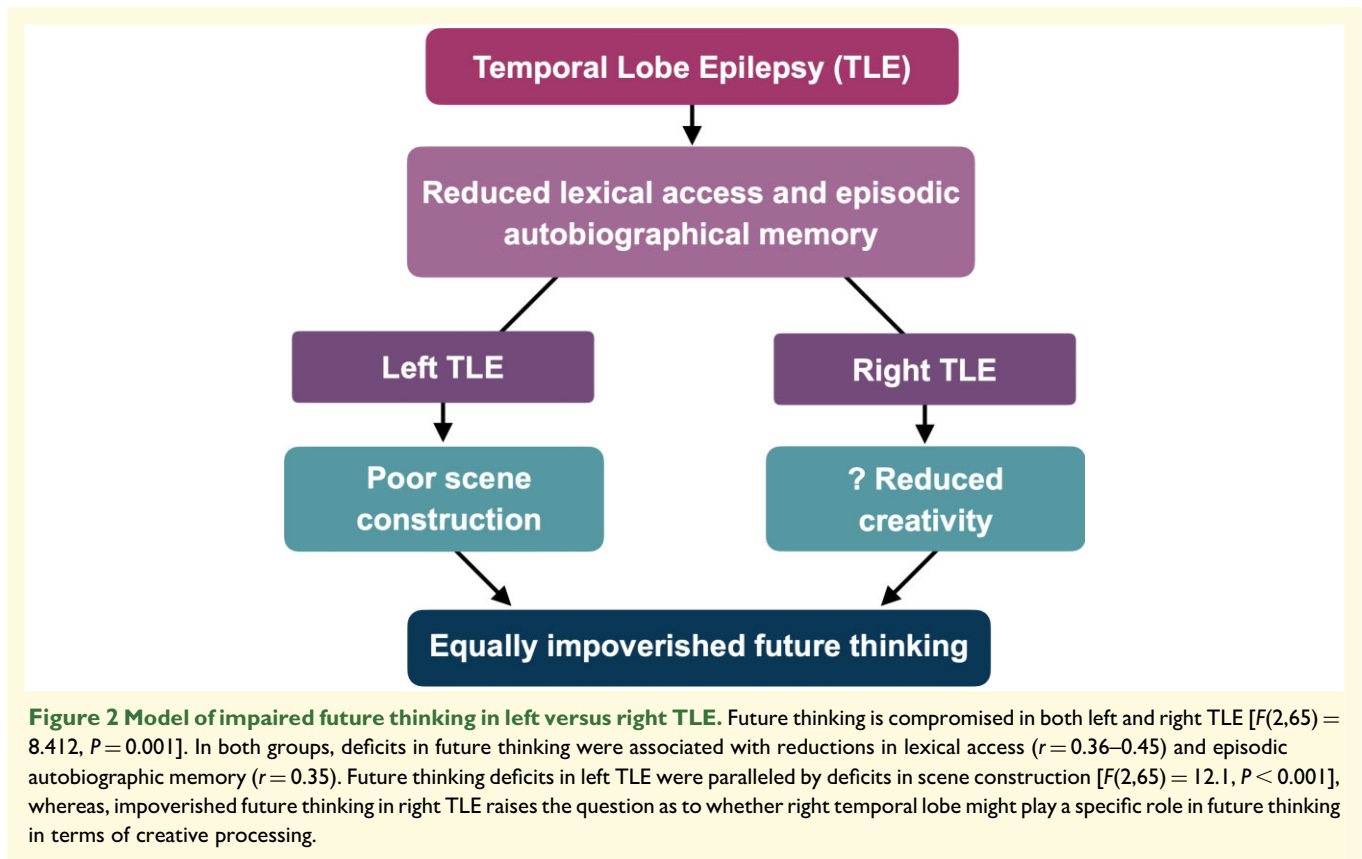 Temporal Lobe Epilepsy (TLE)
Reduced lexical access and episodic
autobiographical memory
Left TLE
Right TLE
Poor scene
construction
? Reduced
creativity
Equally impoverished future thinking
Figure 2 Model of impaired future thinking in left versus right TLE. Future thinking is compromised in both left and right TLE [F(2,65) =
8.412, P = 0.001]. In both groups, deficits in future thinking were associated with reductions in lexical access (r = 0.36–0.45) and episodic
autobiographic memory (r = 0.35). Future thinking deficits in left TLE were paralleled by deficits in scene construction [F(2,65) = 12.1, P < 0.001],
whereas, impoverished future thinking in right TLE raises the question as to whether right temporal lobe might play a specific role in future thinking
in terms of creative processing.